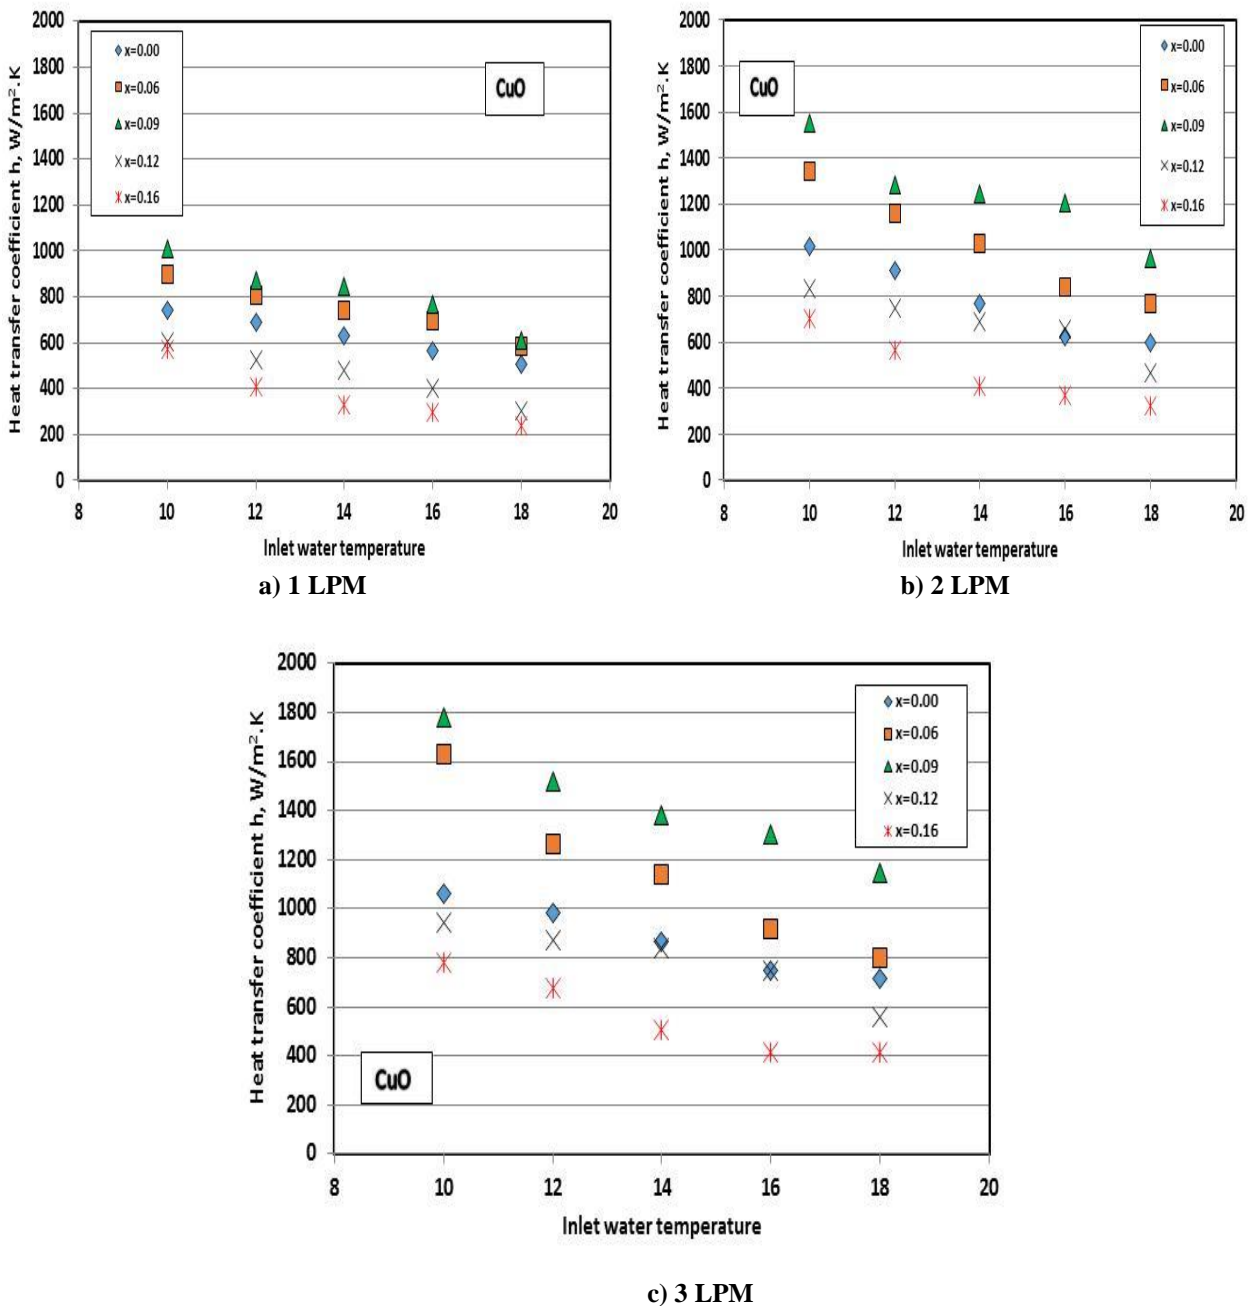 Heat transfer coefficient h, W/m².K
2000
1800
1600
1400
1200
1000
800
600
400
200
0
x=0.00
x=0.06
x=0.09
x=0.12
x=0.16
CuO
8 10 12 14 16 18 20
Inlet water temperature
a) 1 LPM
Heat transfer coefficient h, W/m².K
2000
1800
1600
1400
1200
1000
800
600
400
200
0
CuO
x=0.00
x=0.06
x=0.09
x=0.12
x=0.16
8 10 12 14 16 18 20
Inlet water temperature
b) 2 LPM
Heat transfer coefficient h, W/m².K
2000
1800
1600
1400
1200
1000
800
600
400
200
0
x=0.00
x=0.06
x=0.09
x=0.12
x=0.16
CuO
8 10 12 14 16 18 20
Inlet water temperature
c) 3 LPM